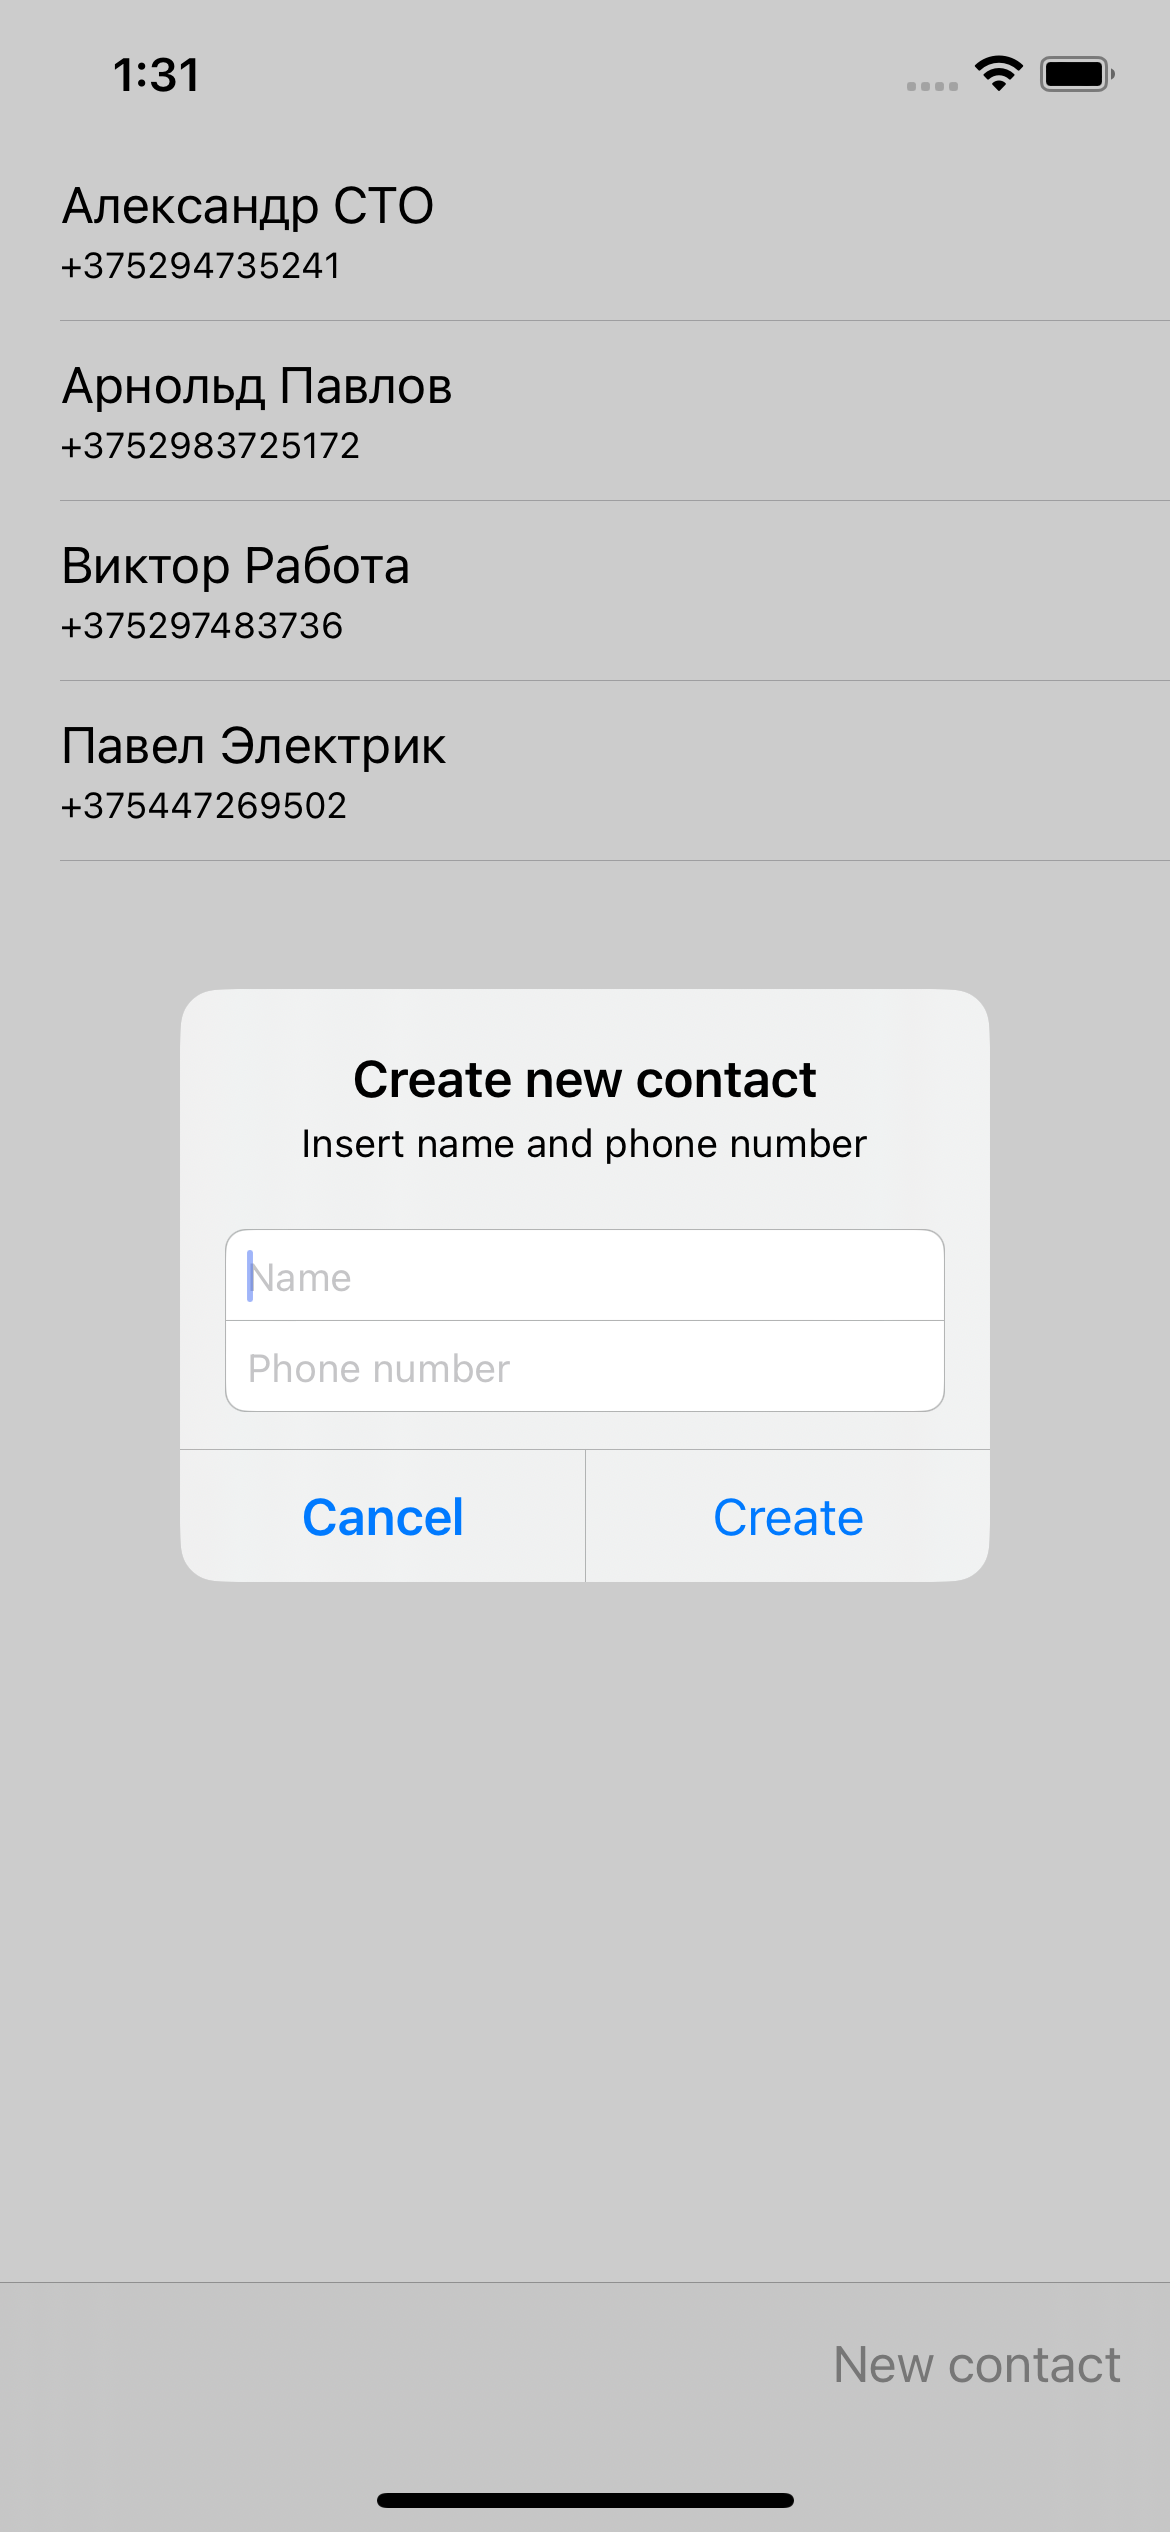 1:31
Александр СТО
+375294735241
Арнольд Павлов
+3752983725172
Виктор Работа
+375297483736
Павел Электрик
+375447269502
Create new contact
Insert name and phone number
Name
Phone number
Cancel
Create
New contact